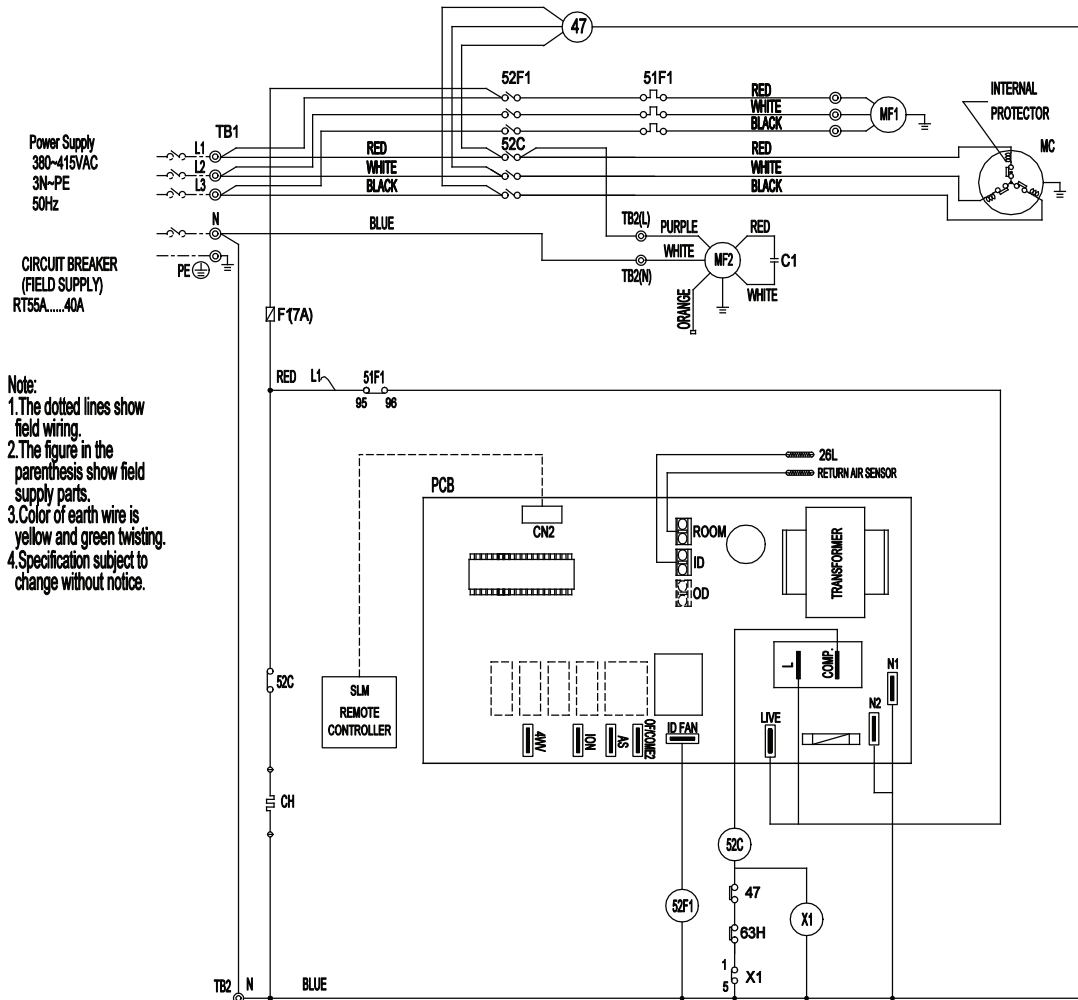 47
52F1
51F1
RED
WHITE
BLACK
MF1
INTERNAL
PROTECTOR
MC
Power Supply
380~415VAC
3N~PE
50Hz
TB1
L1
L2
L3
N
PE
RED
WHITE
BLACK
52C
RED
WHITE
BLACK
BLUE
TB2(L)
PURPLE
RED
WHITE
MF2
C1
TB2(N)
WHITE
ORANGE
CIRCUIT BREAKER
(FIELD SUPPLY)
RT55A.....40A
F1(7A)
RED
L1
51F1
95
96
Note:
1.The dotted lines show
field wiring.
2.The figure in the
parenthesis show field
supply parts.
3.Color of earth wire is
yellow and green twisting.
4.Specification subject to
change without notice.
26L
RETURN AIR SENSOR
PCB
CN2
ROOM
ID
OD
TRANSFORMER
L
COMP.
N1
N2
LIVE
52C
SLM
REMOTE
CONTROLLER
4WV
ION
AS
OF/COME2
ID FAN
CH
52C
47
52F1
X1
63H
1
X1
5
TB2
N
BLUE